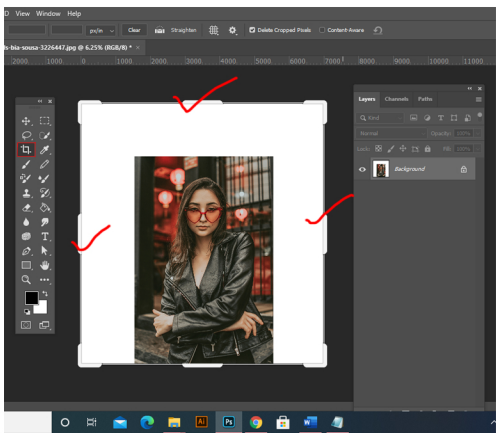 D View Window Help
px/in Clear Straighten Delete Cropped Pixels Content-Aware
ls-bia-sousa-3226447.jpg @ 6.25% (RGB/8) * ×
2000 1000 0 1000 2000 3000 4000 5000 6000 7000 8000 9000 10000 11000
Layers Channels Paths
Kind
Normal Opacity: 100%
Lock: Fill: 100%
Background
T
Ai Ps W